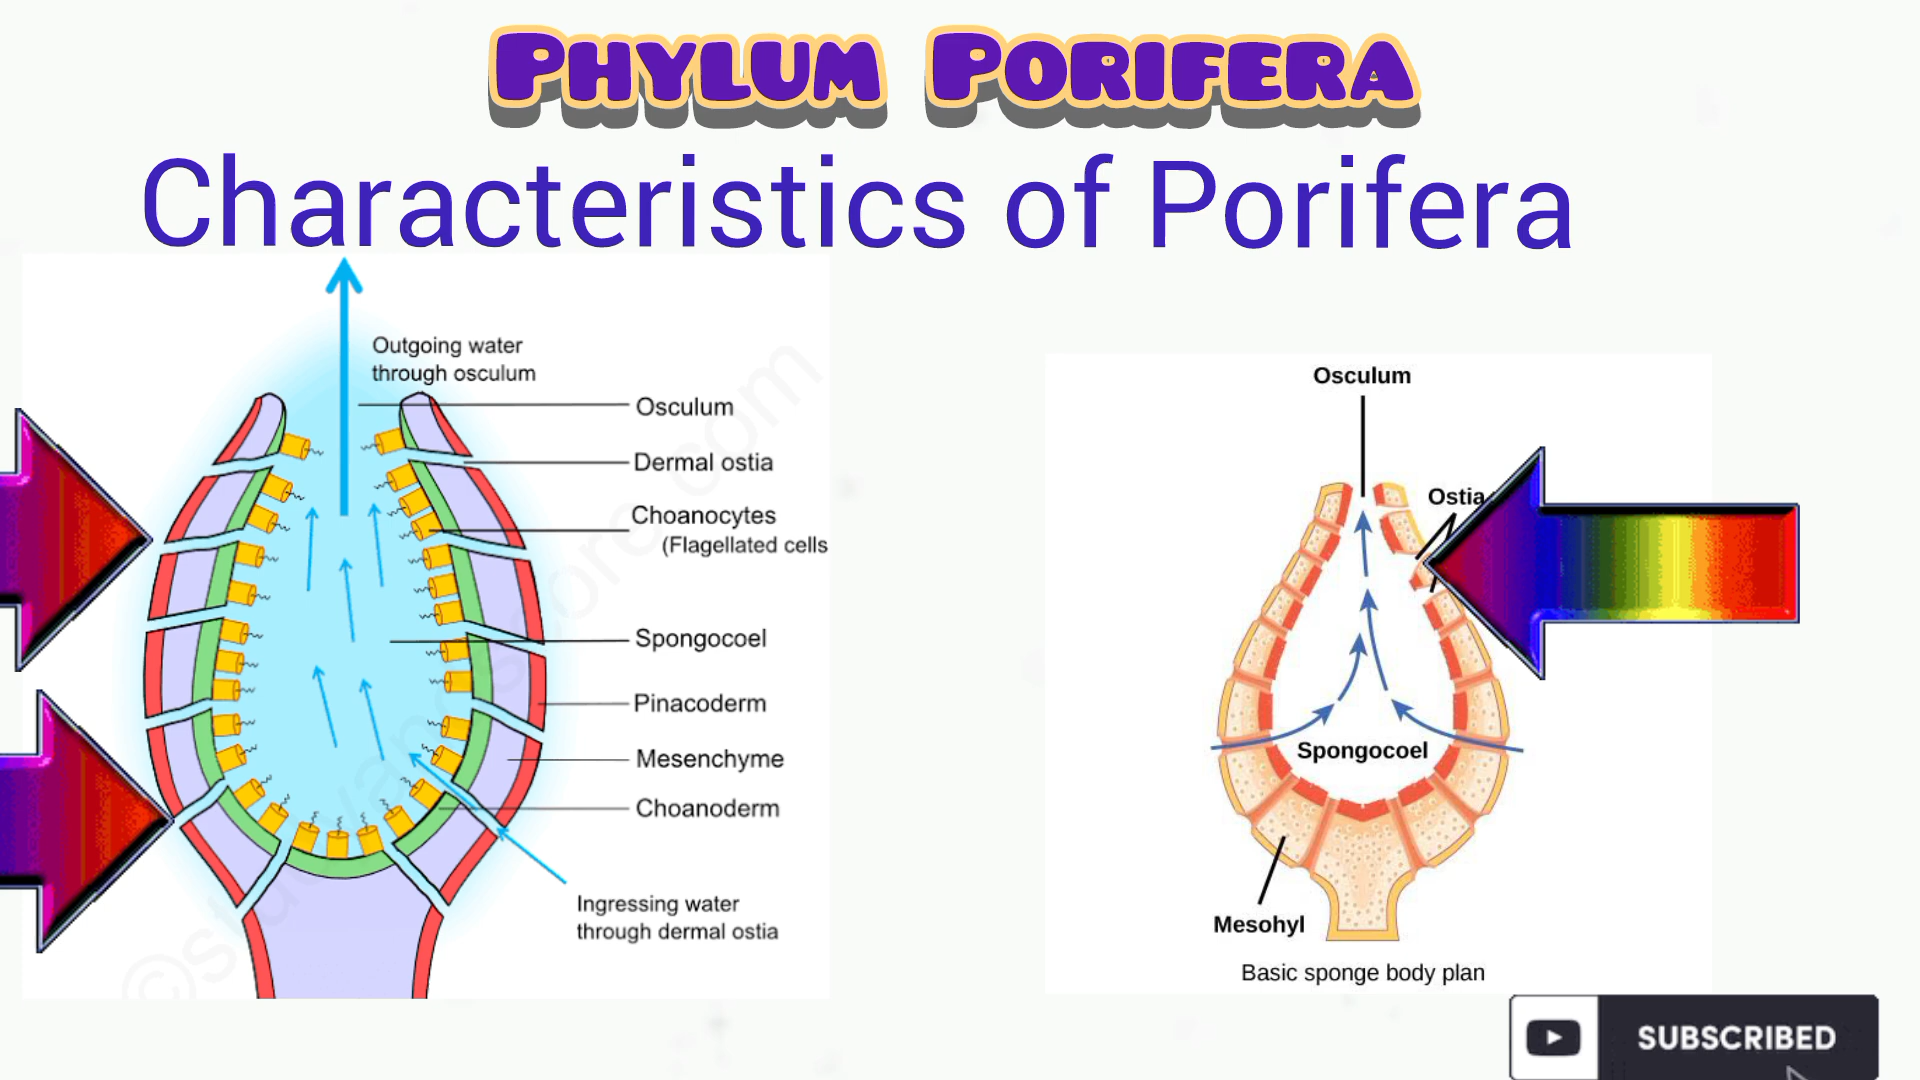 PHYLUM PORIFERA
Characteristics of Porifera
Outgoing water
through osculum
Osculum
Dermal ostia
Choanocytes
(Flagellated cells
Spongocoel
Pinacoderm
Mesenchyme
Choanoderm
Ingressing water
through dermal ostia
Osculum
Ostia
Spongocoel
Mesohyl
Basic sponge body plan
SUBSCRIBED